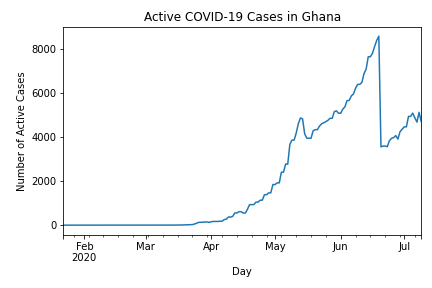 Active COVID-19 Cases in Ghana
Number of Active Cases
8000
6000
4000
2000
0
Feb Mar Apr May Jun Jul
2020
Day